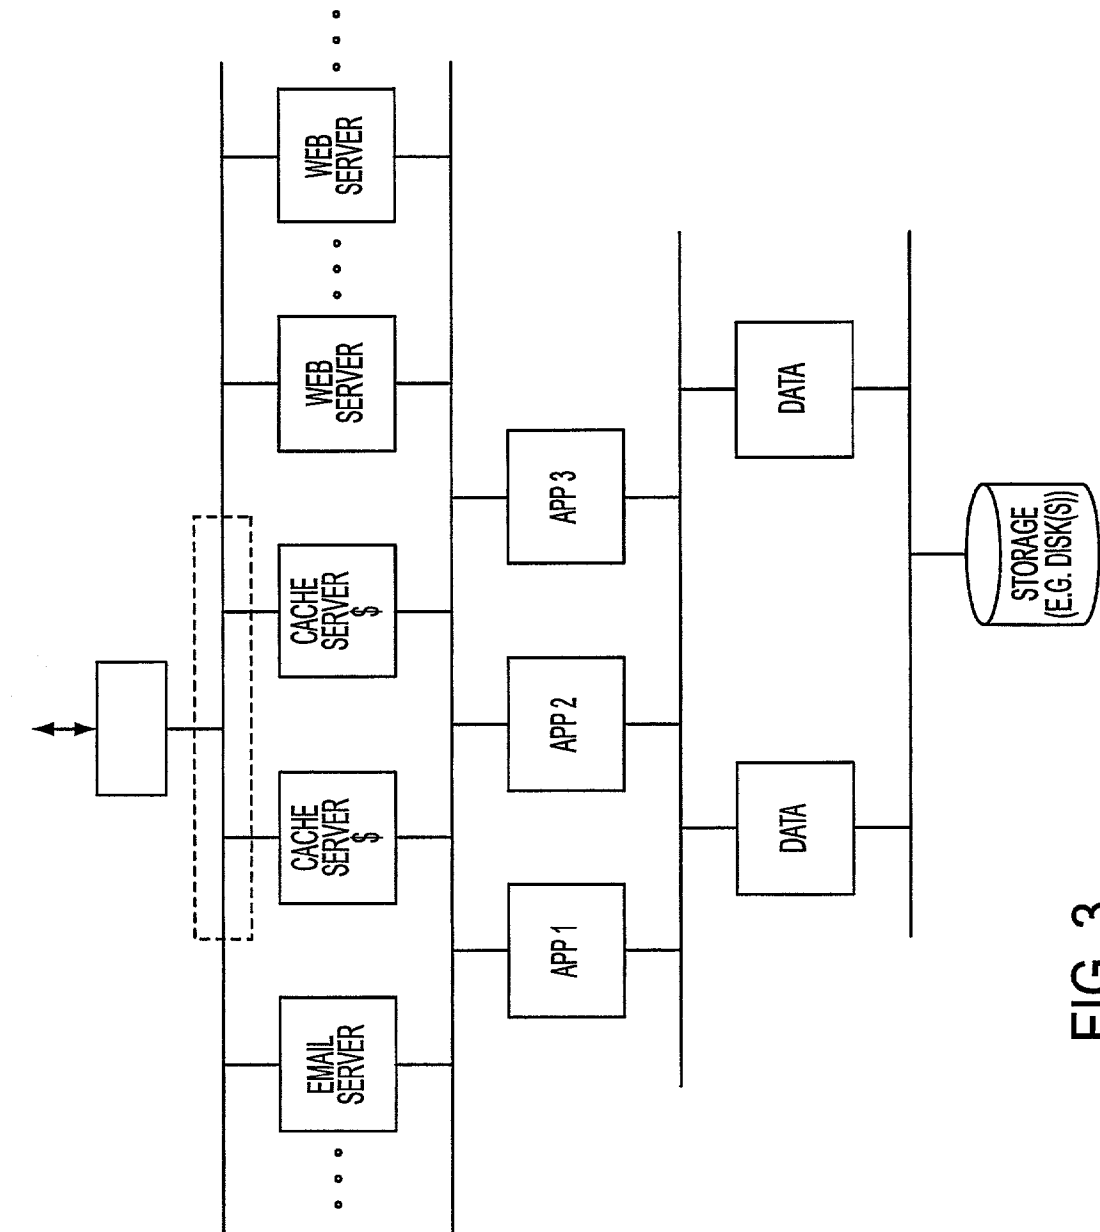 EMAIL
SERVER
CACHE
SERVER
$
CACHE
SERVER
$
WEB
SERVER
WEB
SERVER
APP 1
APP 2
APP 3
DATA
DATA
STORAGE
(E.G. DISK(S))
FIG. 3